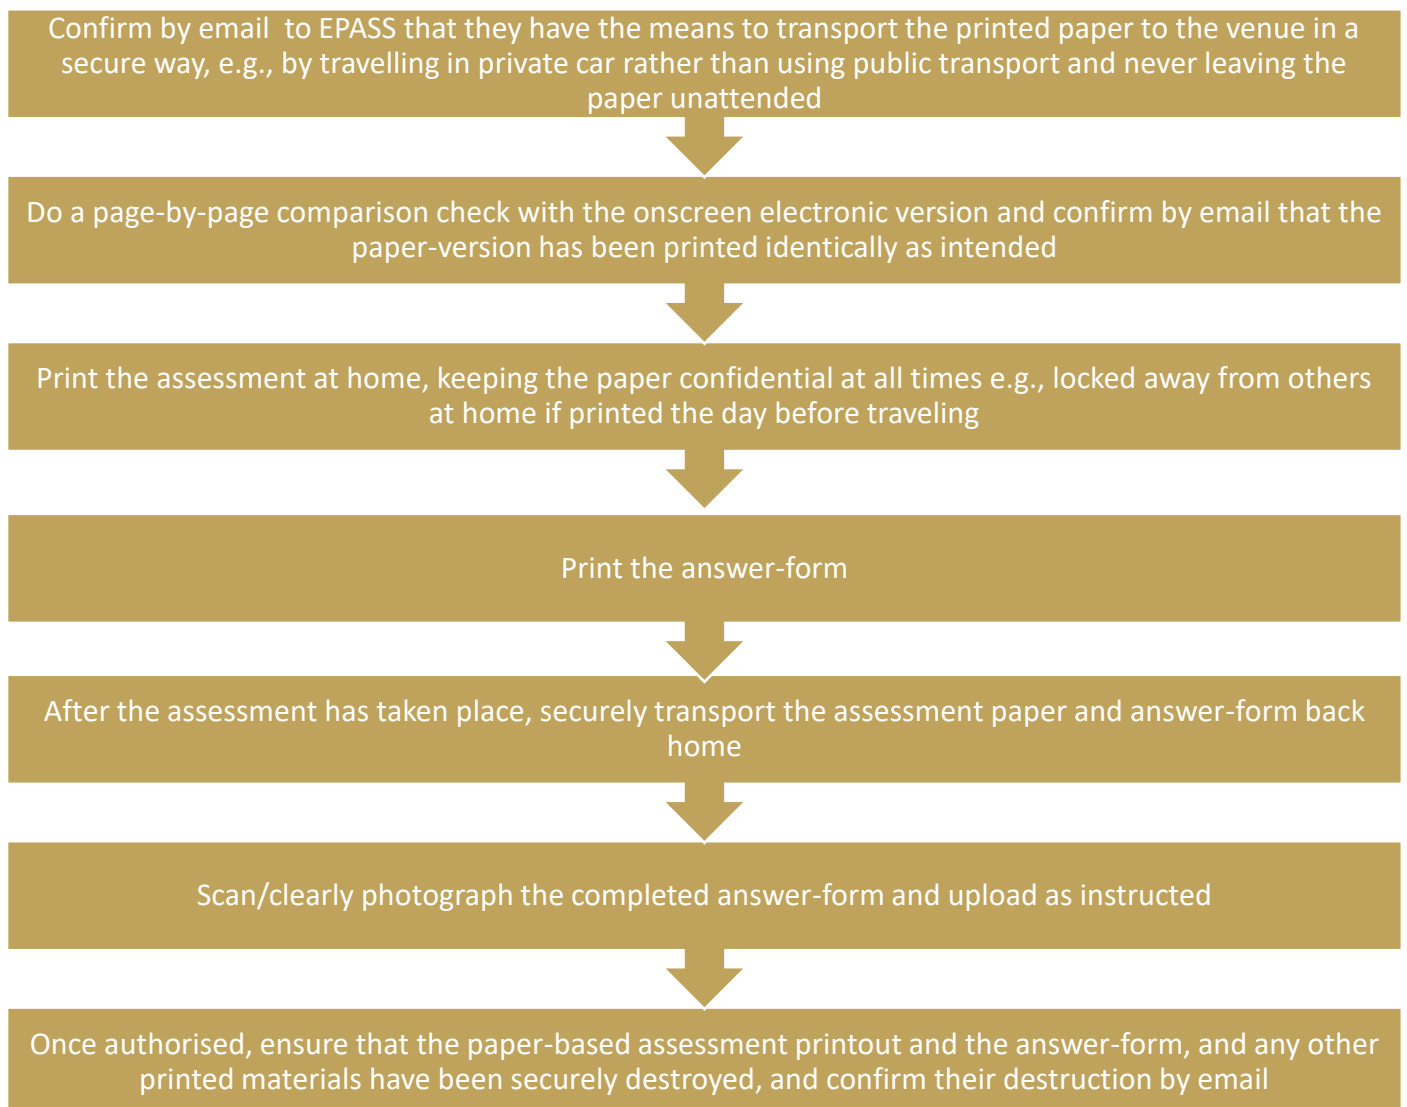 Confirm by email  to EPASS that they have the means to transport the printed paper to the venue in a
secure way, e.g., by travelling in private car rather than using public transport and never leaving the
paper unattended
Do a page-by-page comparison check with the onscreen electronic version and confirm by email that the
paper-version has been printed identically as intended
Print the assessment at home, keeping the paper confidential at all times e.g., locked away from others
at home if printed the day before traveling
Print the answer-form
After the assessment has taken place, securely transport the assessment paper and answer-form back
home
Scan/clearly photograph the completed answer-form and upload as instructed
Once authorised, ensure that the paper-based assessment printout and the answer-form, and any other
printed materials have been securely destroyed, and confirm their destruction by email